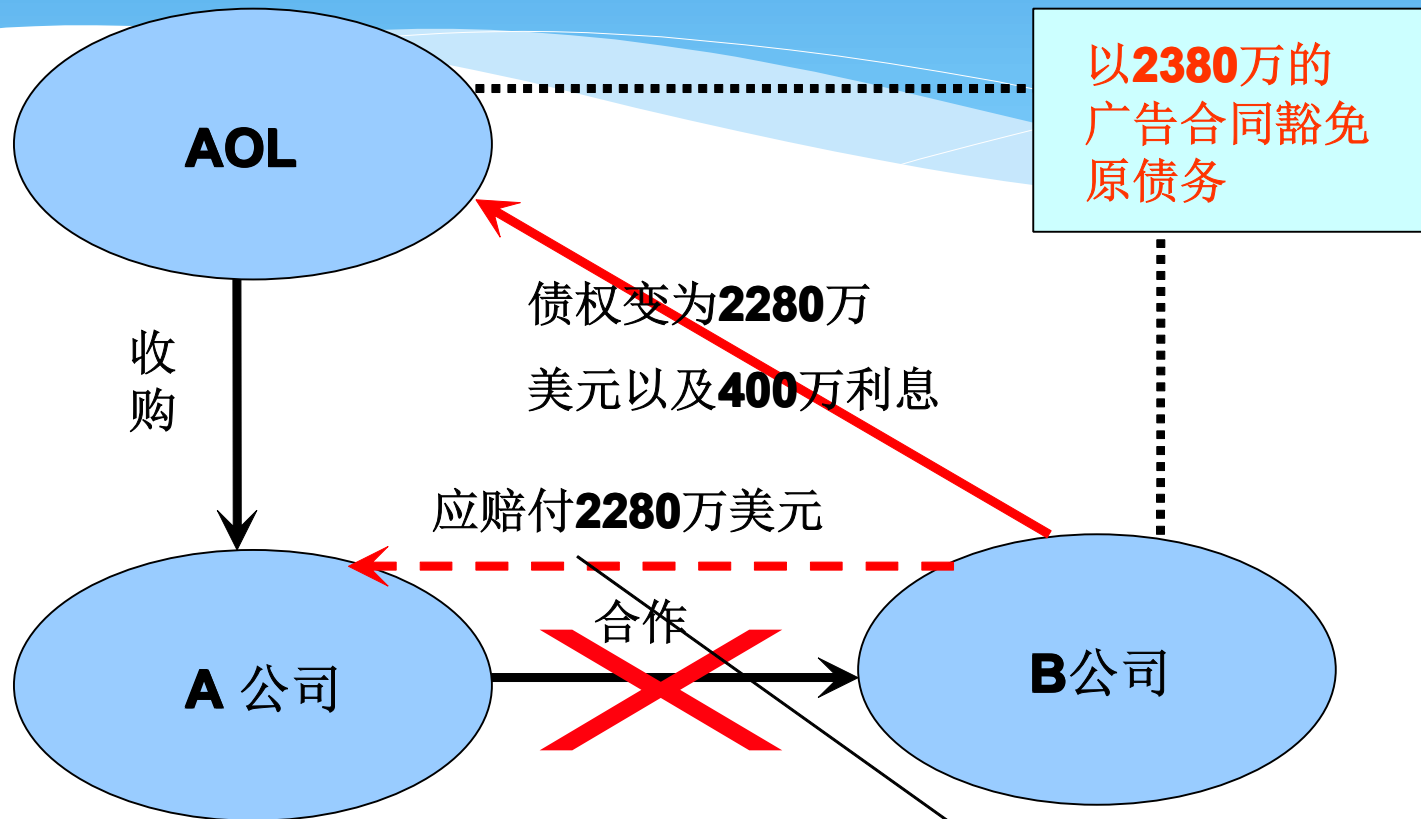 AOL
以2380万的
广告合同豁免
原债务
债权变为2280万
美元以及400万利息
收
购
应赔付2280万美元
合作
A 公司
B公司